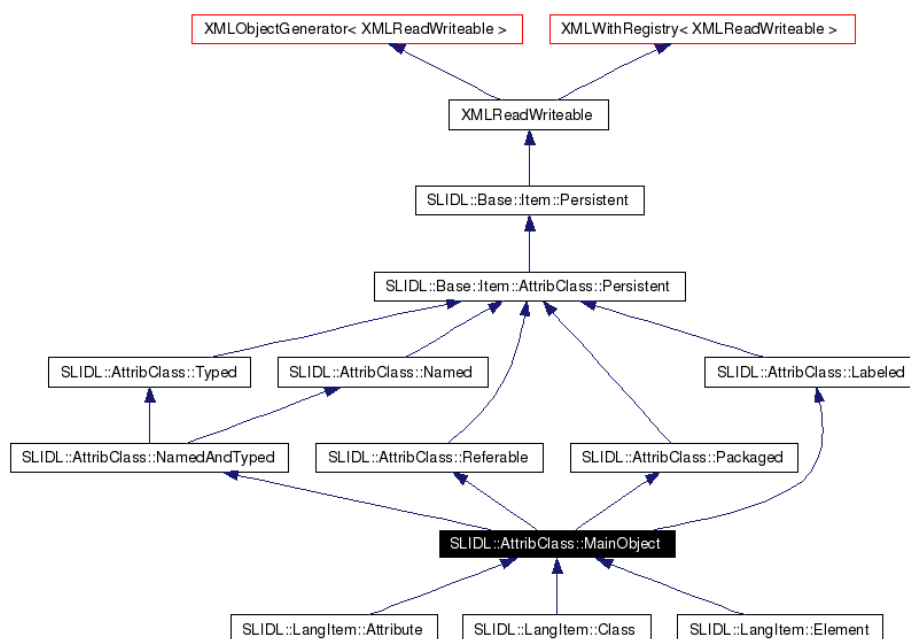 XMLObjectGenerator< XMLReadWriteable >
XMLWithRegistry< XMLReadWriteable >
XMLReadWriteable
SLIDL::Base::Item::Persistent
SLIDL::Base::Item::AttribClass::Persistent
SLIDL::AttribClass::Typed
SLIDL::AttribClass::Named
SLIDL::AttribClass::Labeled
SLIDL::AttribClass::NamedAndTyped
SLIDL::AttribClass::Referable
SLIDL::AttribClass::Packaged
SLIDL::AttribClass::MainObject
SLIDL::LangItem::Attribute
SLIDL::LangItem::Class
SLIDL::LangItem::Element